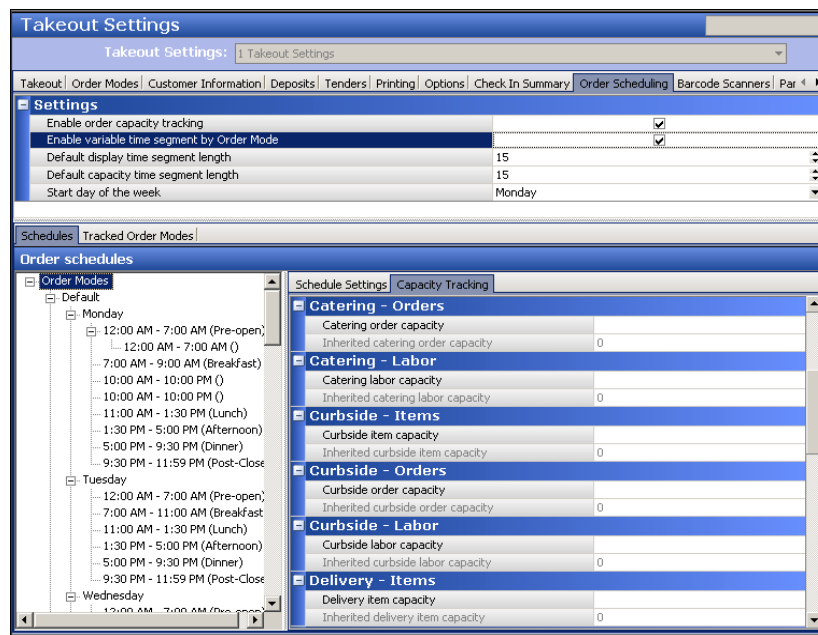 Takeout Settings
Takeout Settings: 1 Takeout Settings
Takeout Order Modes Customer Information Deposits Tenders Printing Options Check In Summary Order Scheduling Barcode Scanners Par
Settings
Enable order capacity tracking
Enable variable time segment by Order Mode
Default display time segment length 15
Default capacity time segment length 15
Start day of the week Monday
Schedules Tracked Order Modes
Order schedules
Order Modes
Default
Monday
12:00 AM - 7:00 AM (Pre-open)
12:00 AM - 7:00 AM ()
7:00 AM - 9:00 AM (Breakfast)
10:00 AM - 10:00 PM ()
10:00 AM - 10:00 PM ()
11:00 AM - 1:30 PM (Lunch)
1:30 PM - 5:00 PM (Afternoon)
5:00 PM - 9:30 PM (Dinner)
9:30 PM - 11:59 PM (Post-Close
Tuesday
12:00 AM - 7:00 AM (Pre-open)
7:00 AM - 11:00 AM (Breakfast
11:00 AM - 1:30 PM (Lunch)
1:30 PM - 5:00 PM (Afternoon)
5:00 PM - 9:30 PM (Dinner)
9:30 PM - 11:59 PM (Post-Close
Wednesday
12:00 AM - 7:00 AM (Pre-open)
Schedule Settings Capacity Tracking
Catering - Orders
Catering order capacity
Inherited catering order capacity 0
Catering - Labor
Catering labor capacity
Inherited catering labor capacity 0
Curbside - Items
Curbside item capacity
Inherited curbside item capacity 0
Curbside - Orders
Curbside order capacity
Inherited curbside order capacity 0
Curbside - Labor
Curbside labor capacity
Inherited curbside labor capacity 0
Delivery - Items
Delivery item capacity
Inherited delivery item capacity 0